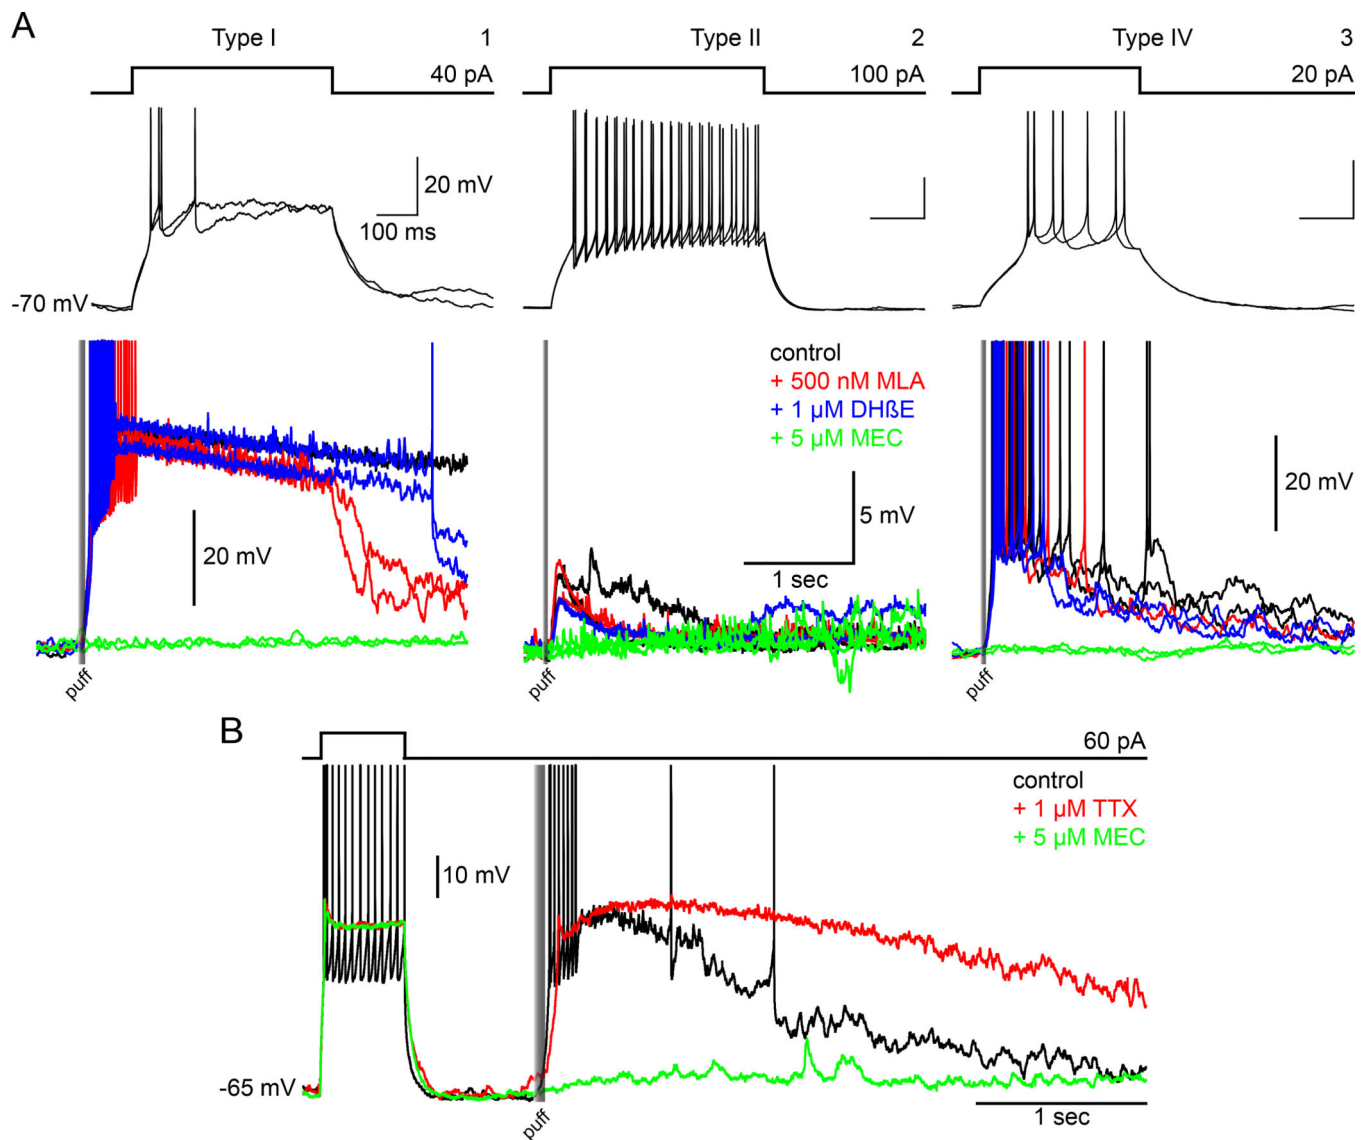 A
Type I 1
Type II 2
Type IV 3
40 pA
100 pA
20 pA
20 mV
100 ms
-70 mV
control
+ 500 nM MLA
+ 1 µM DHßE
+ 5 µM MEC
20 mV
5 mV
1 sec
20 mV
puff
puff
puff
B
60 pA
control
+ 1 µM TTX
+ 5 µM MEC
10 mV
-65 mV
1 sec
puff